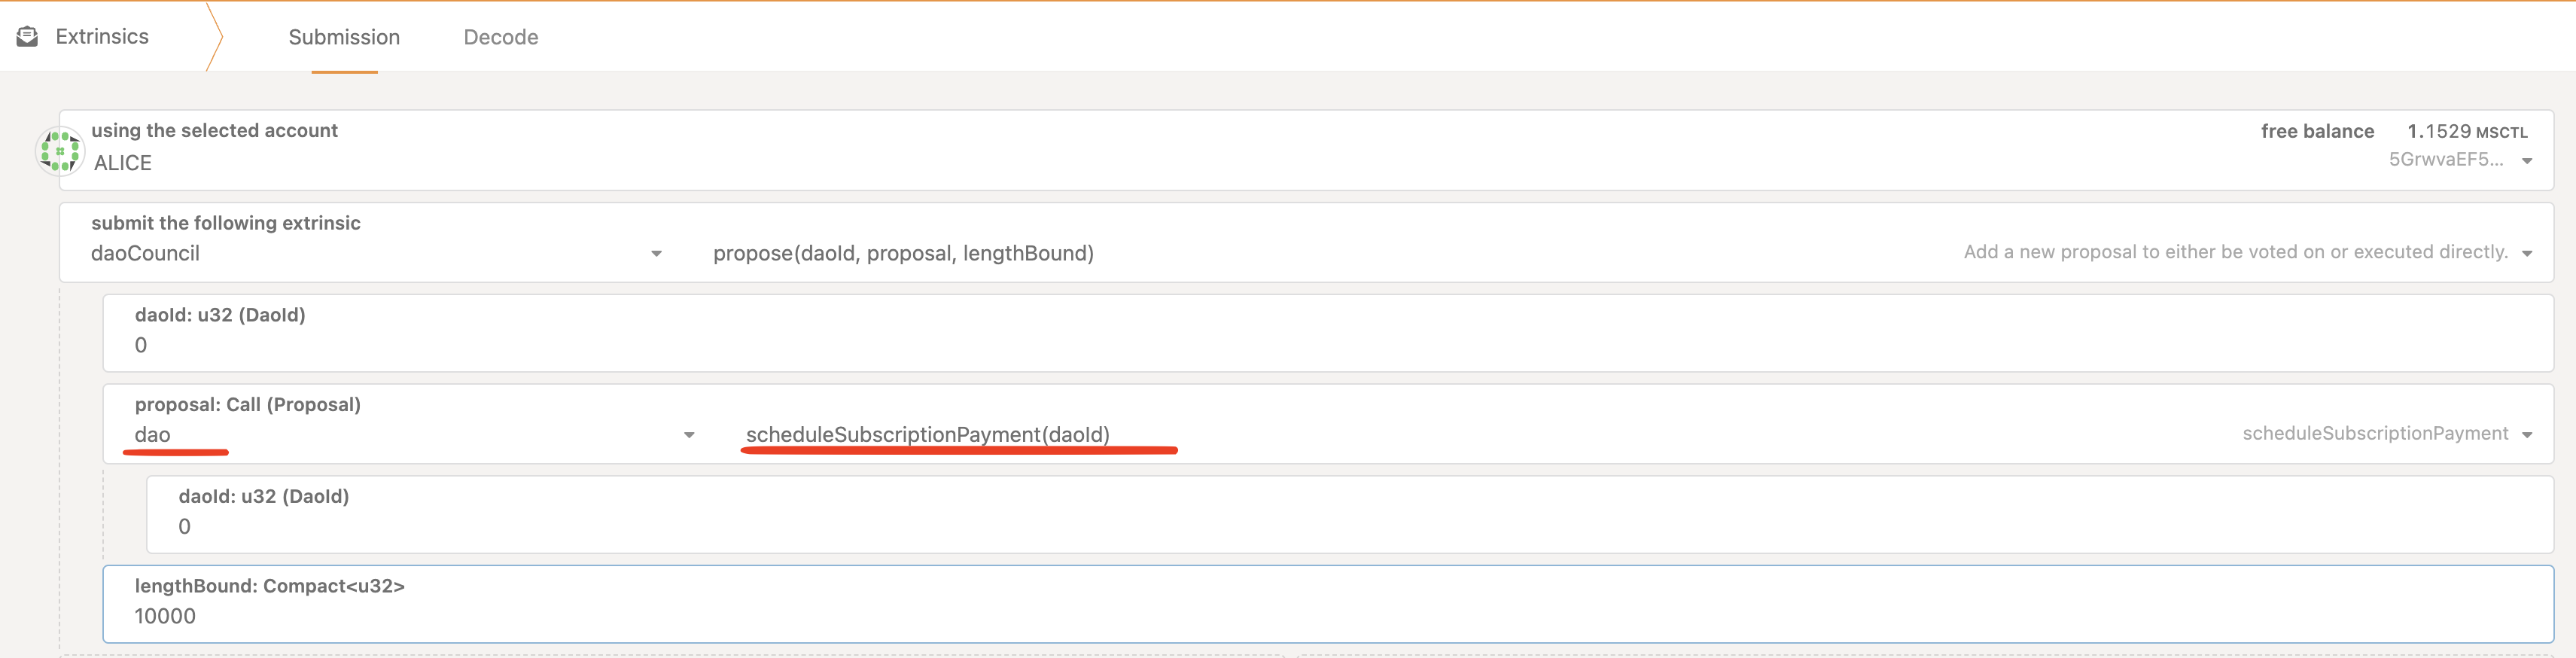 Extrinsics Submission Decode
using the selected account free balance 1.1529 MSCTL
ALICE 5GrwvaEF5...
submit the following extrinsic
daoCouncil propose(daoId, proposal, lengthBound) Add a new proposal to either be voted on or executed directly.
daoId: u32 (DaoId)
0
proposal: Call (Proposal)
dao scheduleSubscriptionPayment(daoId) scheduleSubscriptionPayment
daoId: u32 (DaoId)
0
lengthBound: Compact<u32>
10000